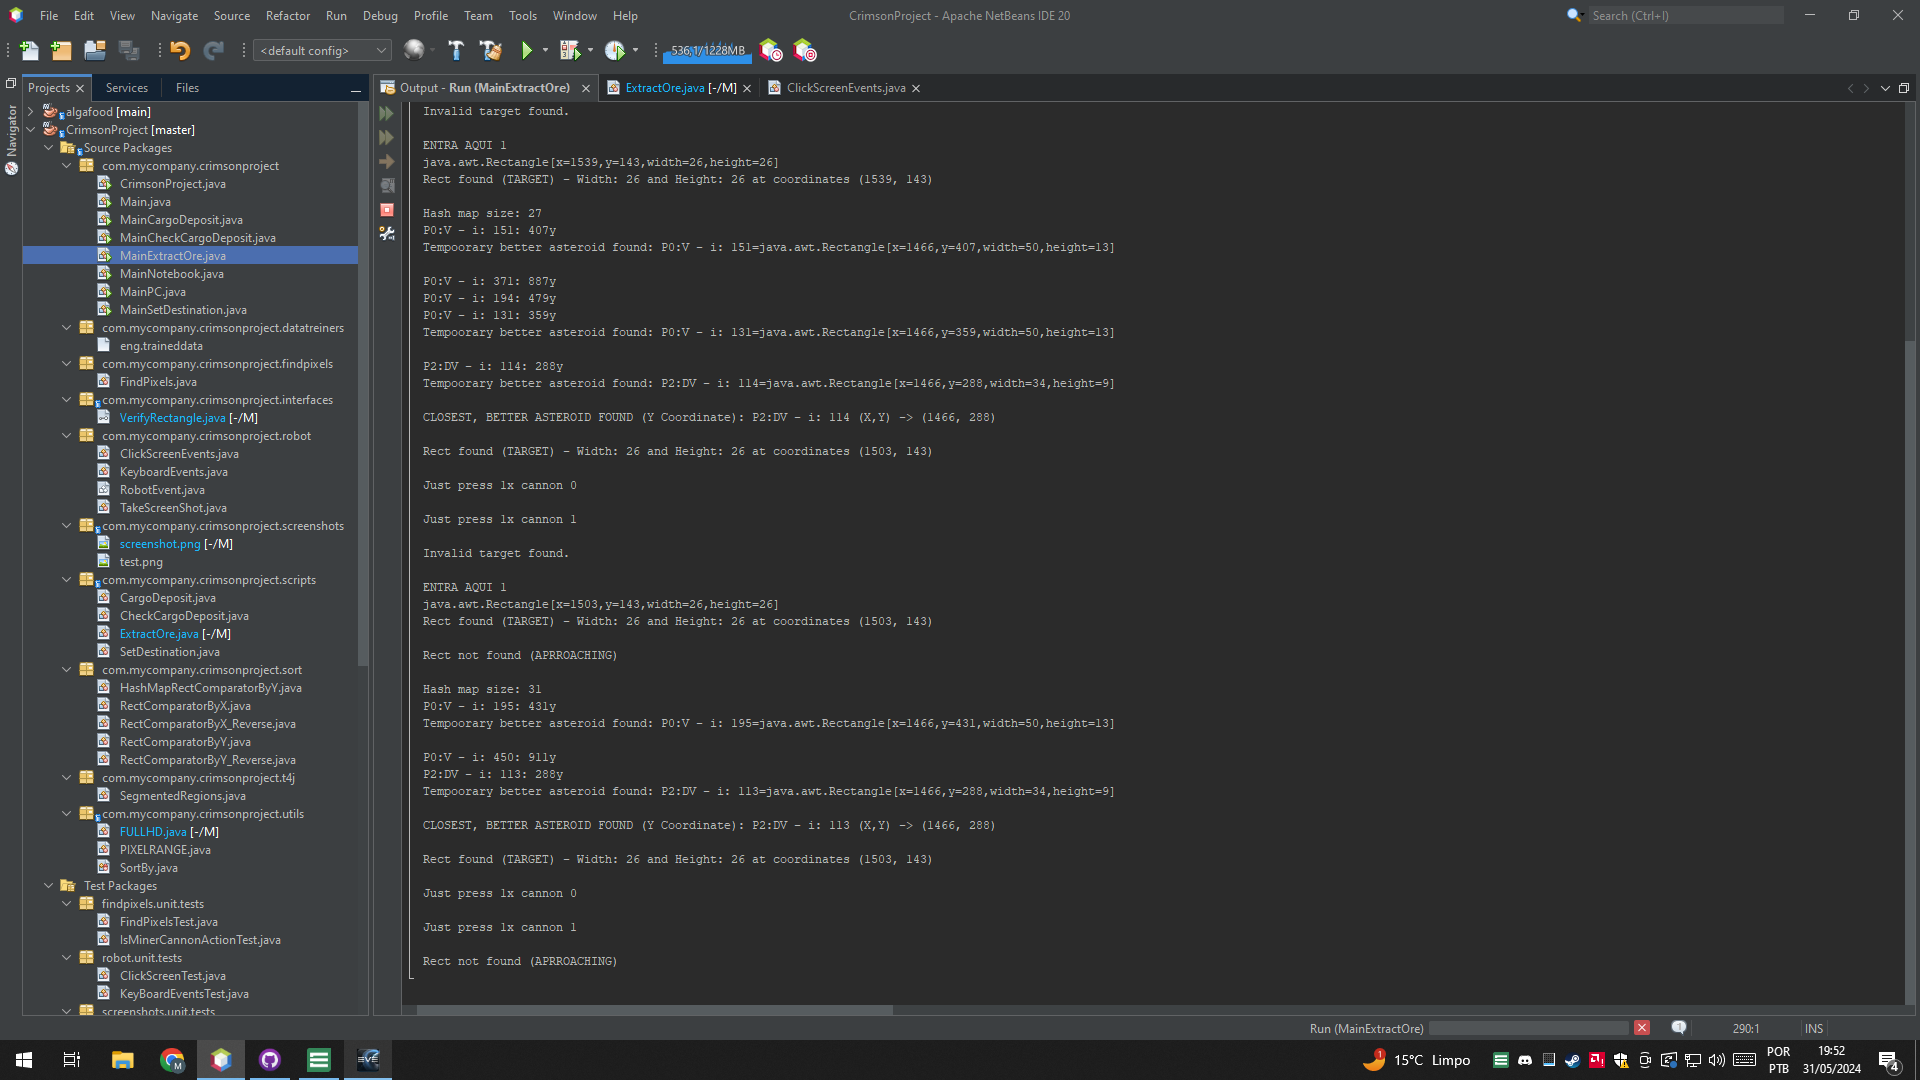 File Edit View Navigate Source Refactor Run Debug Profile Team Tools Window Help
CrimsonProject - Apache NetBeans IDE 20
Search (Ctrl+I)
<default config>
536,1/1228MB
Projects
Services
Files
Navigator
algafood [main]
CrimsonProject [master]
Source Packages
com.mycompany.crimsonproject
CrimsonProject.java
Main.java
MainCargoDeposit.java
MainCheckCargoDeposit.java
MainExtractOre.java
MainNotebook.java
MainPC.java
MainSetDestination.java
com.mycompany.crimsonproject.datatreiners
eng.traineddata
com.mycompany.crimsonproject.findpixels
FindPixels.java
com.mycompany.crimsonproject.interfaces
VerifyRectangle.java [-/M]
com.mycompany.crimsonproject.robot
ClickScreenEvents.java
KeyboardEvents.java
RobotEvent.java
TakeScreenShot.java
com.mycompany.crimsonproject.screenshots
screenshot.png [-/M]
test.png
com.mycompany.crimsonproject.scripts
CargoDeposit.java
CheckCargoDeposit.java
ExtractOre.java [-/M]
SetDestination.java
com.mycompany.crimsonproject.sort
HashMapRectComparatorByY.java
RectComparatorByX.java
RectComparatorByX_Reverse.java
RectComparatorByY.java
RectComparatorByY_Reverse.java
com.mycompany.crimsonproject.t4j
SegmentedRegions.java
com.mycompany.crimsonproject.utils
FULLHD.java [-/M]
PIXELRANGE.java
SortBy.java
Test Packages
findpixels.unit.tests
FindPixelsTest.java
IsMinerCannonActionTest.java
robot.unit.tests
ClickScreenTest.java
KeyBoardEventsTest.java
screenshots.unit.tests
Output - Run (MainExtractOre)
ExtractOre.java [-/M]
ClickScreenEvents.java
Invalid target found.
ENTRA AQUI 1
java.awt.Rectangle[x=1539,y=143,width=26,height=26]
Rect found (TARGET) - Width: 26 and Height: 26 at coordinates (1539, 143)
Hash map size: 27
P0:V - i: 151: 407y
Tempoorary better asteroid found: P0:V - i: 151=java.awt.Rectangle[x=1466,y=407,width=50,height=13]
P0:V - i: 371: 887y
P0:V - i: 194: 479y
P0:V - i: 131: 359y
Tempoorary better asteroid found: P0:V - i: 131=java.awt.Rectangle[x=1466,y=359,width=50,height=13]
P2:DV - i: 114: 288y
Tempoorary better asteroid found: P2:DV - i: 114=java.awt.Rectangle[x=1466,y=288,width=34,height=9]
CLOSEST, BETTER ASTEROID FOUND (Y Coordinate): P2:DV - i: 114 (X,Y) -> (1466, 288)
Rect found (TARGET) - Width: 26 and Height: 26 at coordinates (1503, 143)
Just press 1x cannon 0
Just press 1x cannon 1
Invalid target found.
ENTRA AQUI 1
java.awt.Rectangle[x=1503,y=143,width=26,height=26]
Rect found (TARGET) - Width: 26 and Height: 26 at coordinates (1503, 143)
Rect not found (APRROACHING)
Hash map size: 31
P0:V - i: 195: 431y
Tempoorary better asteroid found: P0:V - i: 195=java.awt.Rectangle[x=1466,y=431,width=50,height=13]
P0:V - i: 450: 911y
P2:DV - i: 113: 288y
Tempoorary better asteroid found: P2:DV - i: 113=java.awt.Rectangle[x=1466,y=288,width=34,height=9]
CLOSEST, BETTER ASTEROID FOUND (Y Coordinate): P2:DV - i: 113 (X,Y) -> (1466, 288)
Rect found (TARGET) - Width: 26 and Height: 26 at coordinates (1503, 143)
Just press 1x cannon 0
Just press 1x cannon 1
Rect not found (APRROACHING)
Run (MainExtractOre)
290:1
INS
15°C Limpo
POR
PTB
19:52
31/05/2024
4